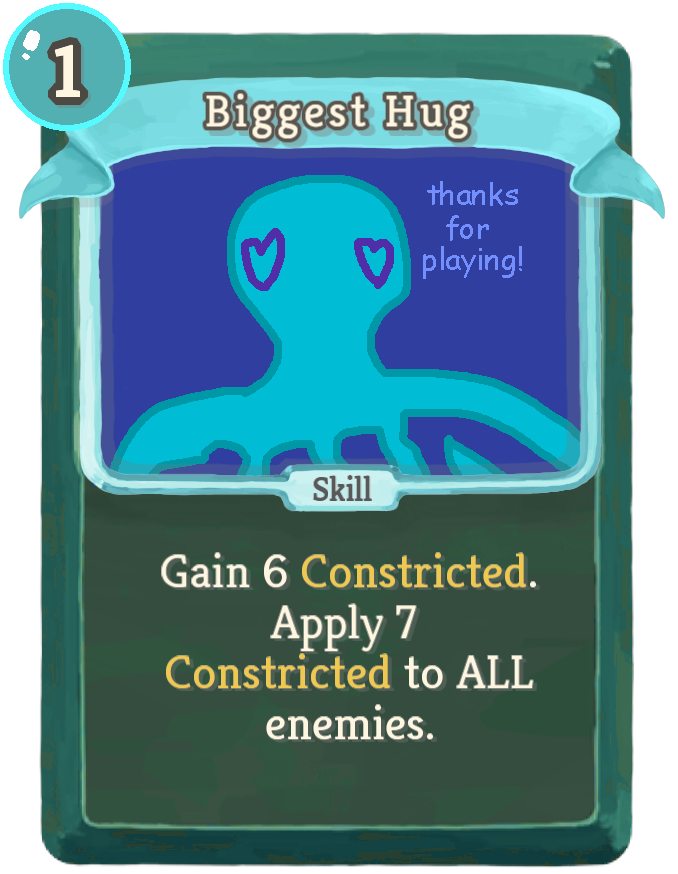 1
Biggest Hug
thanks
for
playing!
Skill
Gain 6 Constricted.
Apply 7
Constricted to ALL
enemies.